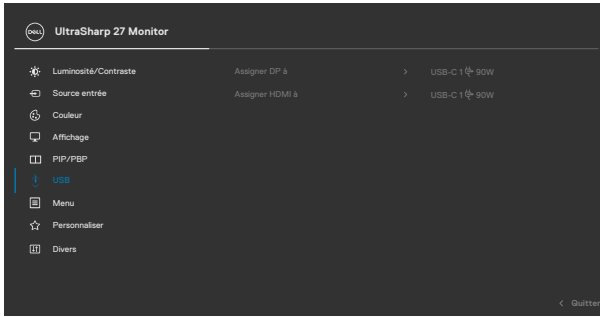 DELL UltraSharp 27 Monitor
Luminosité/Contraste Assigner DP à > USB-C 1 90W
Source entrée Assigner HDMI à > USB-C 1 90W
Couleur
Affichage
PIP/PBP
USB
Menu
Personnaliser
Divers
< Quitter